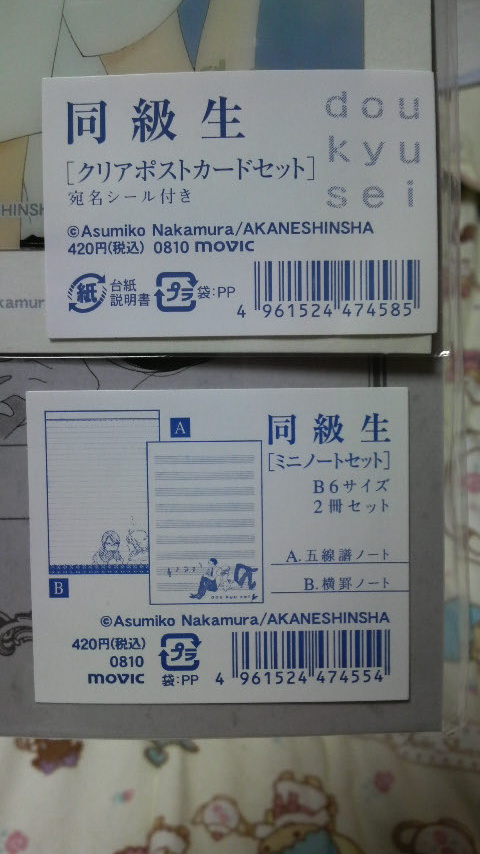 同級生
dou
kyu
sei
[クリアポストカードセット]
宛名シール付き
©Asumiko Nakamura/AKANESHINSHA
420円(税込) 0810 movic
紙
台紙
説明書
プラ
袋:PP
4 961524 474585
A
B
同級生
[ミニノートセット]
B6サイズ
2冊セット
A.五線譜ノート
B.横罫ノート
©Asumiko Nakamura/AKANESHINSHA
420円(税込)
0810
movic
プラ
袋:PP
4 961524 474554